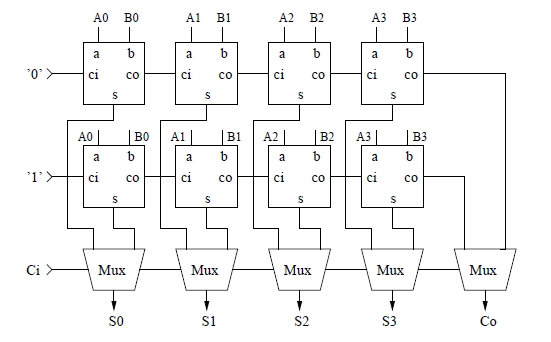 A0 B0 A1 B1 A2 B2 A3 B3
a b a b a b a b
'0' ci co ci co ci co ci co
s s s s
A0 B0 A1 B1 A2 B2 A3 B3
a b a b a b a b
'1' ci co ci co ci co ci co
s s s s
Ci Mux Mux Mux Mux Mux
S0 S1 S2 S3 Co